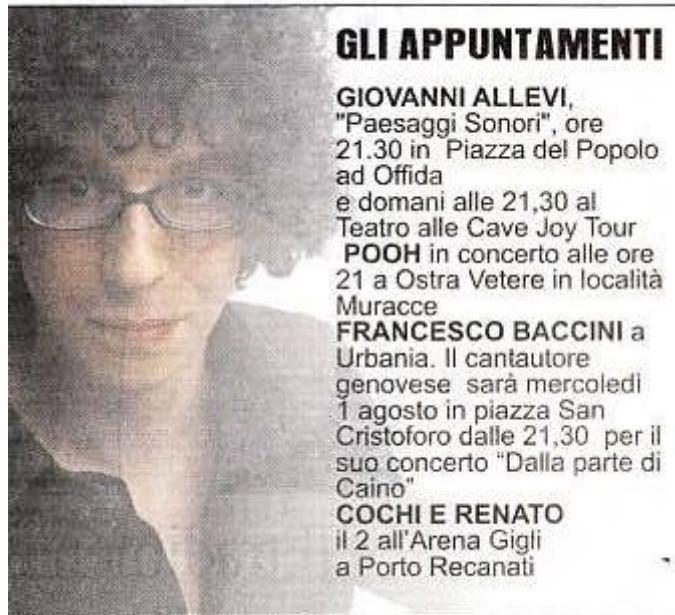 GLI APPUNTAMENTI
GIOVANNI ALLEVI,
"Paesaggi Sonori", ore
21.30 in Piazza del Popolo
ad Offida
e domani alle 21,30 al
Teatro alle Cave Joy Tour
POOH in concerto alle ore
21 a Ostra Vetere in località
Muracce
FRANCESCO BACCINI a
Urbania. Il cantautore
genovese sarà mercoledì
1 agosto in piazza San
Cristoforo dalle 21,30 per il
suo concerto “Dalla parte di
Caino”
COCHI E RENATO
il 2 all'Arena Gigli
a Porto Recanati